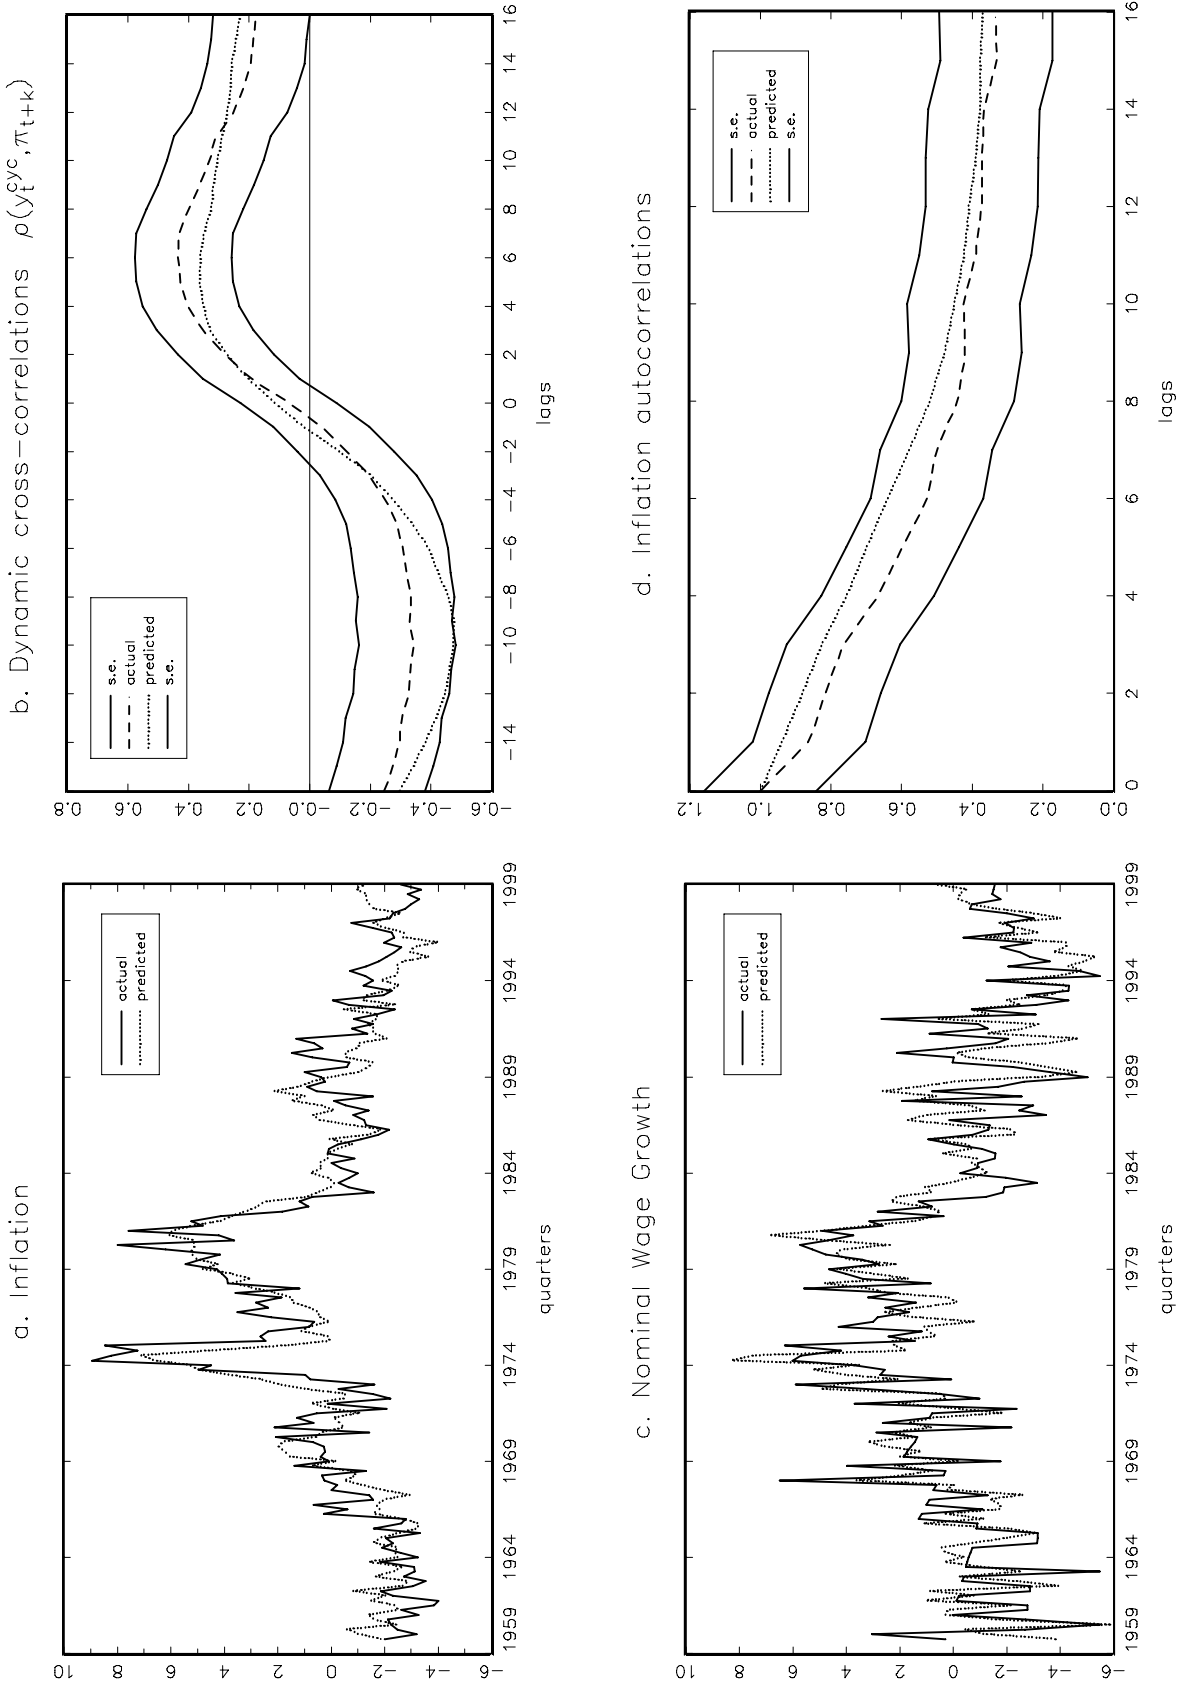 a. Inflation
10
8
6
4
2
0
−2
−4
−6
actual
predicted
1959 1964 1969 1974 1979 1984 1989 1994 1999
quarters
b. Dynamic cross−correlations ρ(y_t^cyc,π_t+k)
0.8
0.6
0.4
0.2
−0.0
−0.2
−0.4
−0.6
s.e.
actual
predicted
s.e.
−14 −12 −10 −8 −6 −4 −2 0 2 4 6 8 10 12 14 16
lags
c. Nominal Wage Growth
10
8
6
4
2
0
−2
−4
−6
actual
predicted
1959 1964 1969 1974 1979 1984 1989 1994 1999
quarters
d. Inflation autocorrelations
1.2
1.0
0.8
0.6
0.4
0.2
0.0
s.e.
actual
predicted
s.e.
0 2 4 6 8 10 12 14 16
lags